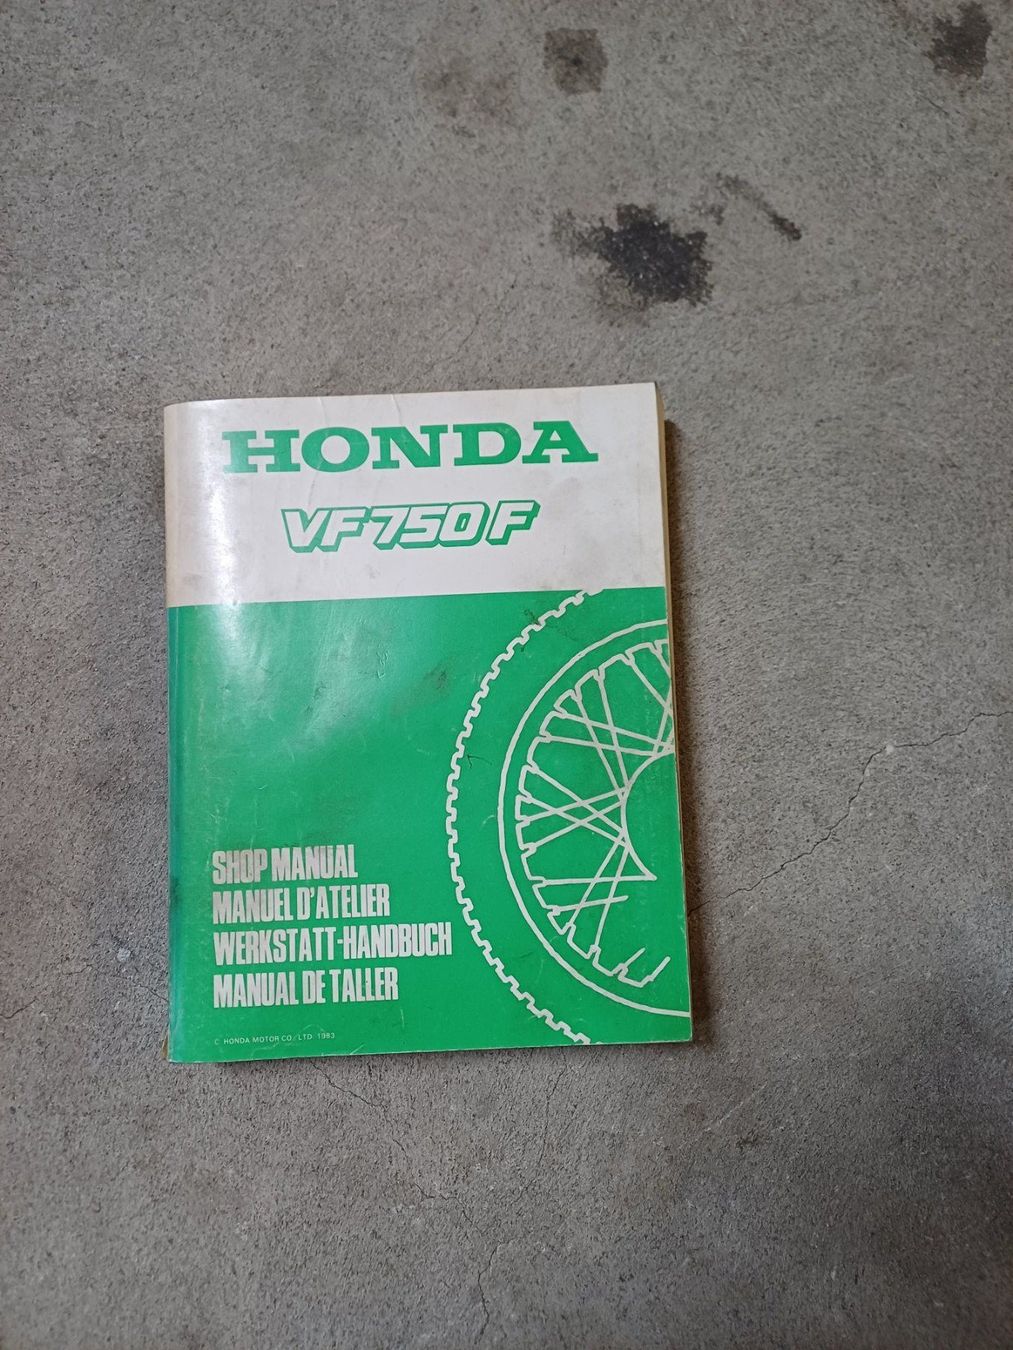 HONDA
VF750F
SHOP MANUAL
MANUEL D'ATELIER
WERKSTATT-HANDBUCH
MANUAL DE TALLER
C HONDA MOTOR CO. LTD 1983